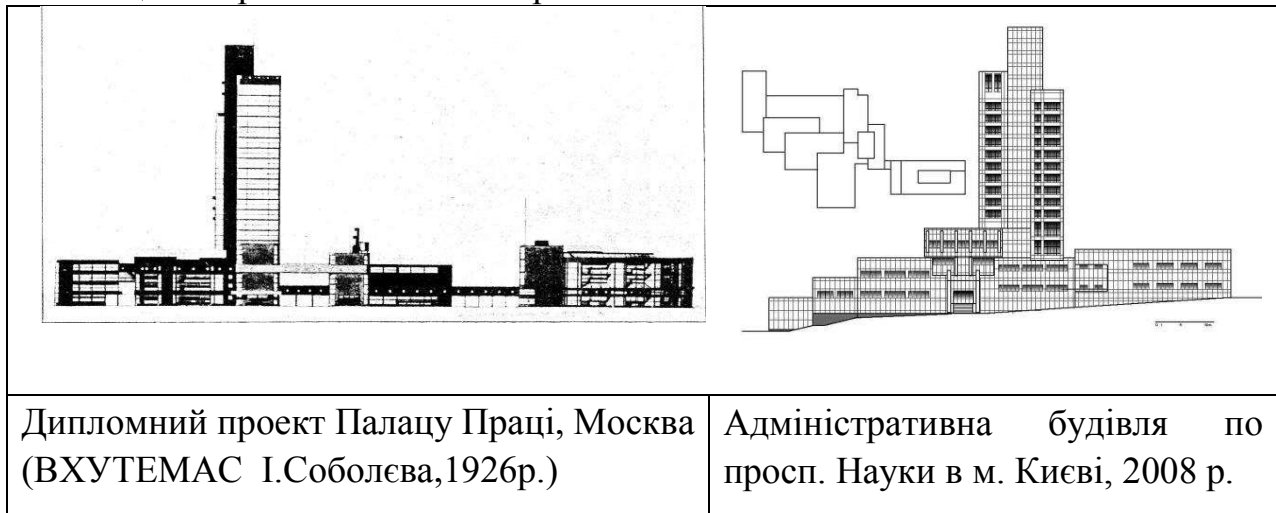 Дипломний проект Палацу Праці, Москва
(ВХУТЕМАС І.Соболєва,1926р.)
Адміністративна будівля по
просп. Науки в м. Києві, 2008 р.